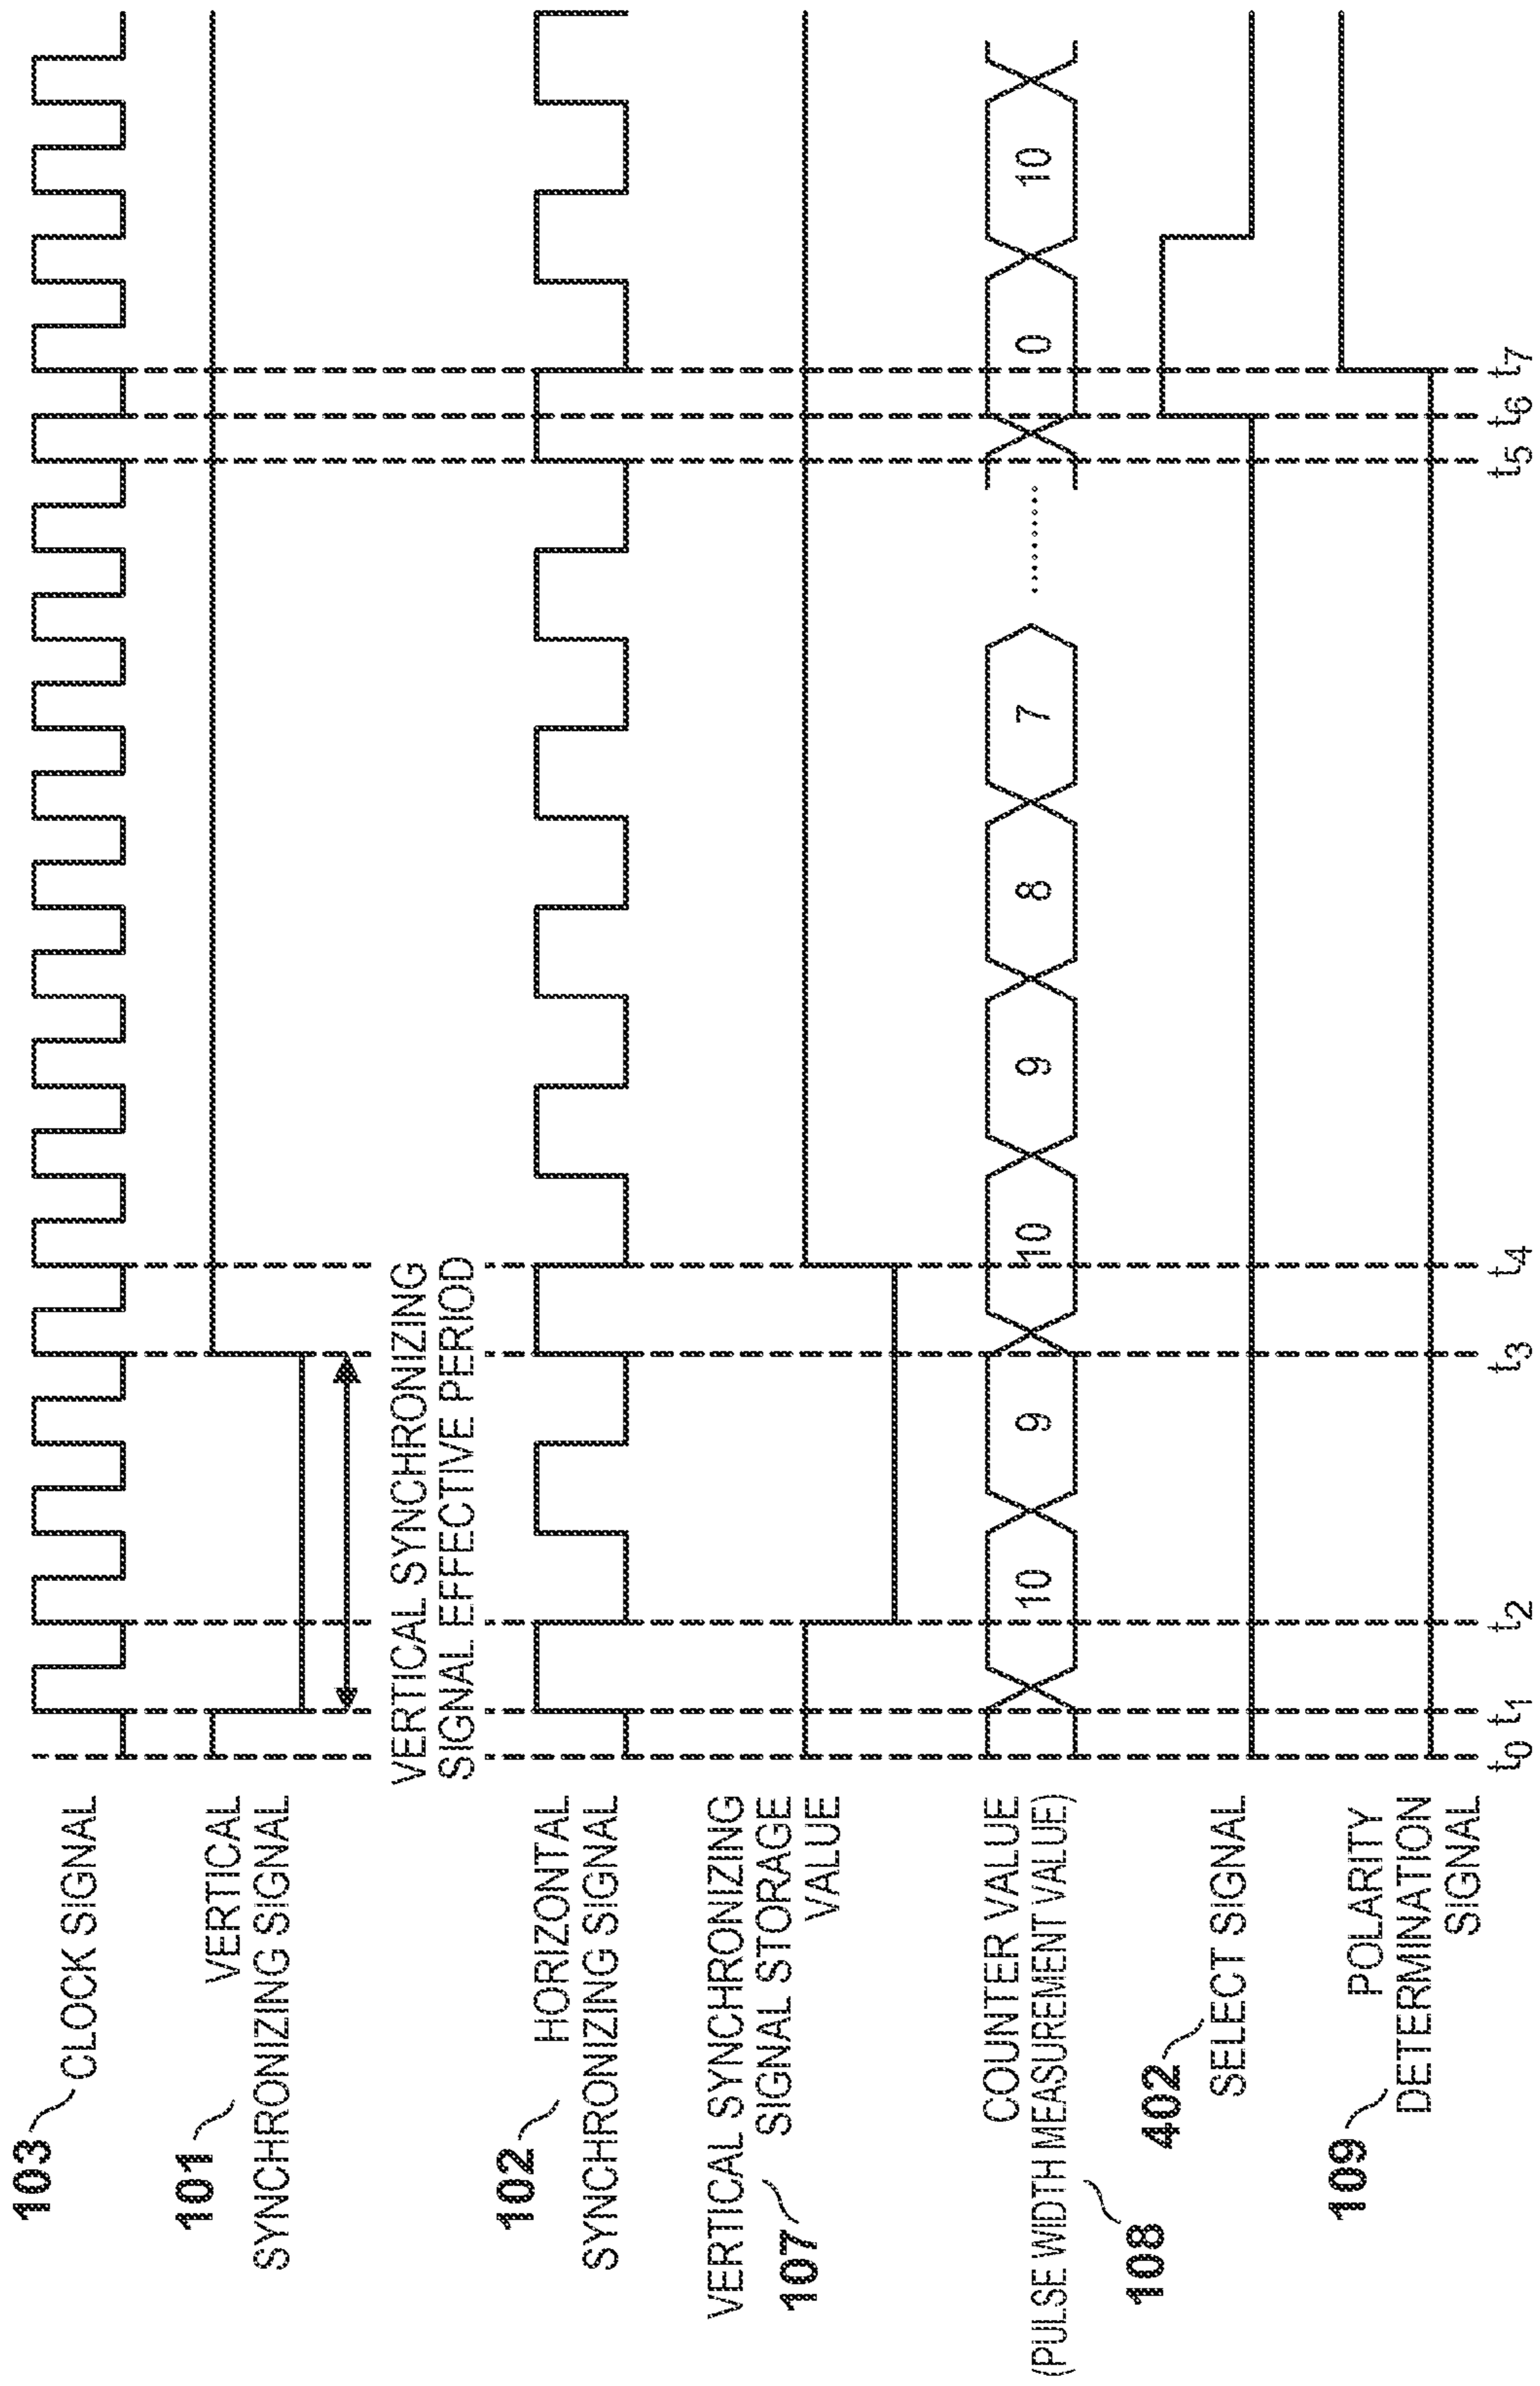 103
CLOCK SIGNAL
101
VERTICAL
SYNCHRONIZING SIGNAL
VERTICAL SYNCHRONIZING
SIGNAL EFFECTIVE PERIOD
102
HORIZONTAL
SYNCHRONIZING SIGNAL
VERTICAL SYNCHRONIZING
SIGNAL STORAGE
VALUE
107
COUNTER VALUE
(PULSE WIDTH MEASUREMENT VALUE)
108
10 9 10 9 8 7 ......... 0 10
402
SELECT SIGNAL
109
POLARITY
DETERMINATION
SIGNAL
t0 t1 t2 t3 t4 t5 t6 t7